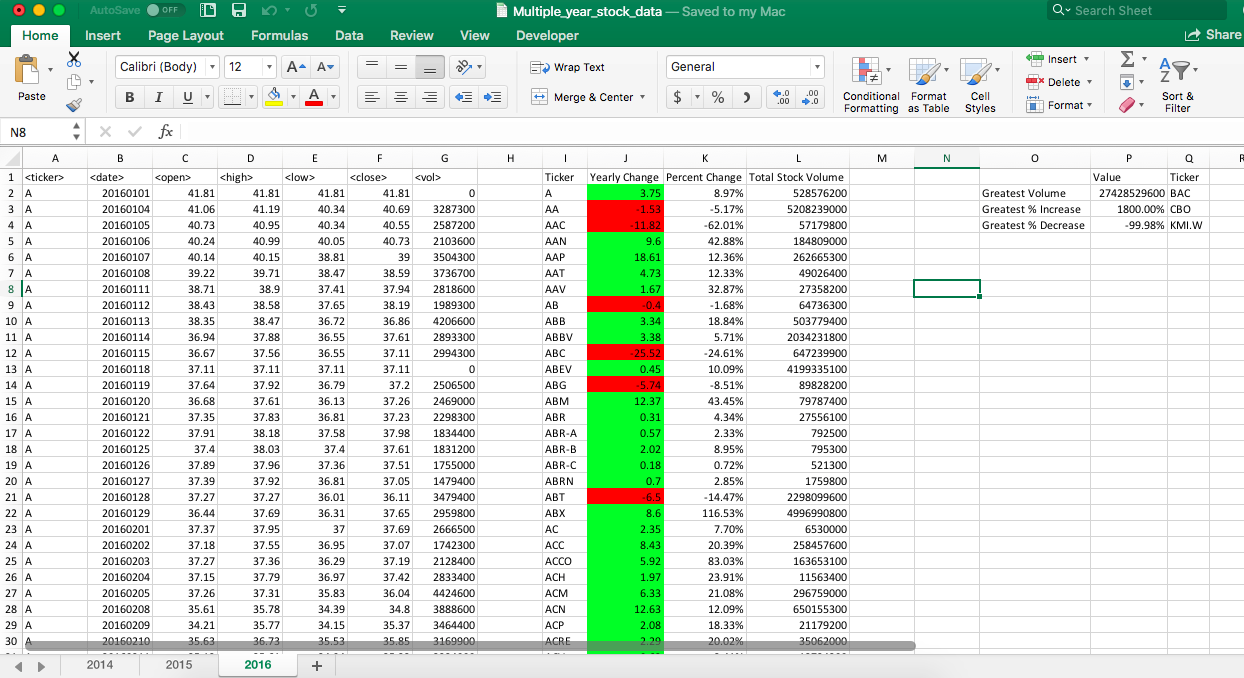 AutoSave OFF Multiple_year_stock_data — Saved to my Mac Search Sheet
Home Insert Page Layout Formulas Data Review View Developer Share
Paste Calibri (Body) 12 A A Wrap Text General Insert Delete Format
B I U A Merge & Center $ % Conditional Formatting Format as Table Cell Styles Sort & Filter
N8 fx
A B C D E F G H I J K L M N O P Q R
1 <ticker> <date> <open> <high> <low> <close> <vol> Ticker Yearly Change Percent Change Total Stock Volume Value Ticker
2 A 20160101 41.81 41.81 41.81 41.81 0 A 3.75 8.97% 528576200 Greatest Volume 27428529600 BAC
3 A 20160104 41.06 41.19 40.34 40.69 3287300 AA -1.53 -5.17% 5208239000 Greatest % Increase 1800.00% CBO
4 A 20160105 40.73 40.95 40.34 40.55 2587200 AAC -11.82 -62.01% 57179800 Greatest % Decrease -99.98% KMI.W
5 A 20160106 40.24 40.99 40.05 40.73 2103600 AAN 9.6 42.88% 184809000
6 A 20160107 40.14 40.15 38.81 39 3504300 AAP 18.61 12.36% 262665300
7 A 20160108 39.22 39.71 38.47 38.59 3736700 AAT 4.73 12.33% 49026400
8 A 20160111 38.71 38.9 37.41 37.94 2818600 AAV 1.67 32.87% 27358200
9 A 20160112 38.43 38.58 37.65 38.19 1989300 AB -0.4 -1.68% 64736300
10 A 20160113 38.35 38.47 36.72 36.86 4206600 ABB 3.34 18.84% 503779400
11 A 20160114 36.94 37.88 36.55 37.61 2893300 ABBV 3.38 5.71% 2034231800
12 A 20160115 36.67 37.56 36.55 37.11 2994300 ABC -25.52 -24.61% 647239900
13 A 20160118 37.11 37.11 37.11 37.11 0 ABEV 0.45 10.09% 4199335100
14 A 20160119 37.64 37.92 36.79 37.2 2506500 ABG -5.74 -8.51% 89828200
15 A 20160120 36.68 37.61 36.13 37.26 2469000 ABM 12.37 43.45% 79787400
16 A 20160121 37.35 37.83 36.81 37.23 2298300 ABR 0.31 4.34% 27556100
17 A 20160122 37.91 38.18 37.58 37.98 1834400 ABR-A 0.57 2.33% 792500
18 A 20160125 37.4 38.03 37.4 37.61 1831200 ABR-B 2.02 8.95% 795300
19 A 20160126 37.89 37.96 37.36 37.51 1755000 ABR-C 0.18 0.72% 521300
20 A 20160127 37.39 37.92 36.81 37.05 1479400 ABRN 0.7 2.85% 1759800
21 A 20160128 37.27 37.27 36.01 36.11 3479400 ABT -6.5 -14.47% 2298099600
22 A 20160129 36.44 37.69 36.31 37.65 2959800 ABX 8.6 116.53% 4996990800
23 A 20160201 37.37 37.95 37 37.69 2666500 AC 2.35 7.70% 6530000
24 A 20160202 37.18 37.55 36.95 37.07 1742300 ACC 8.43 20.39% 258457600
25 A 20160203 37.27 37.36 36.29 37.19 2128400 ACCO 5.92 83.03% 163653100
26 A 20160204 37.15 37.79 36.97 37.42 2833400 ACH 1.97 23.91% 11563400
27 A 20160205 37.26 37.31 35.83 36.04 4424600 ACM 6.33 21.08% 296759000
28 A 20160208 35.61 35.78 34.39 34.8 3888600 ACN 12.63 12.09% 650155300
29 A 20160209 34.21 35.77 34.15 35.37 3464400 ACP 2.08 18.33% 21179200
30 A 20160210 35.63 36.73 35.53 35.85 3169900 ACRE 2.29 20.02% 35062000
2014 2015 2016 +